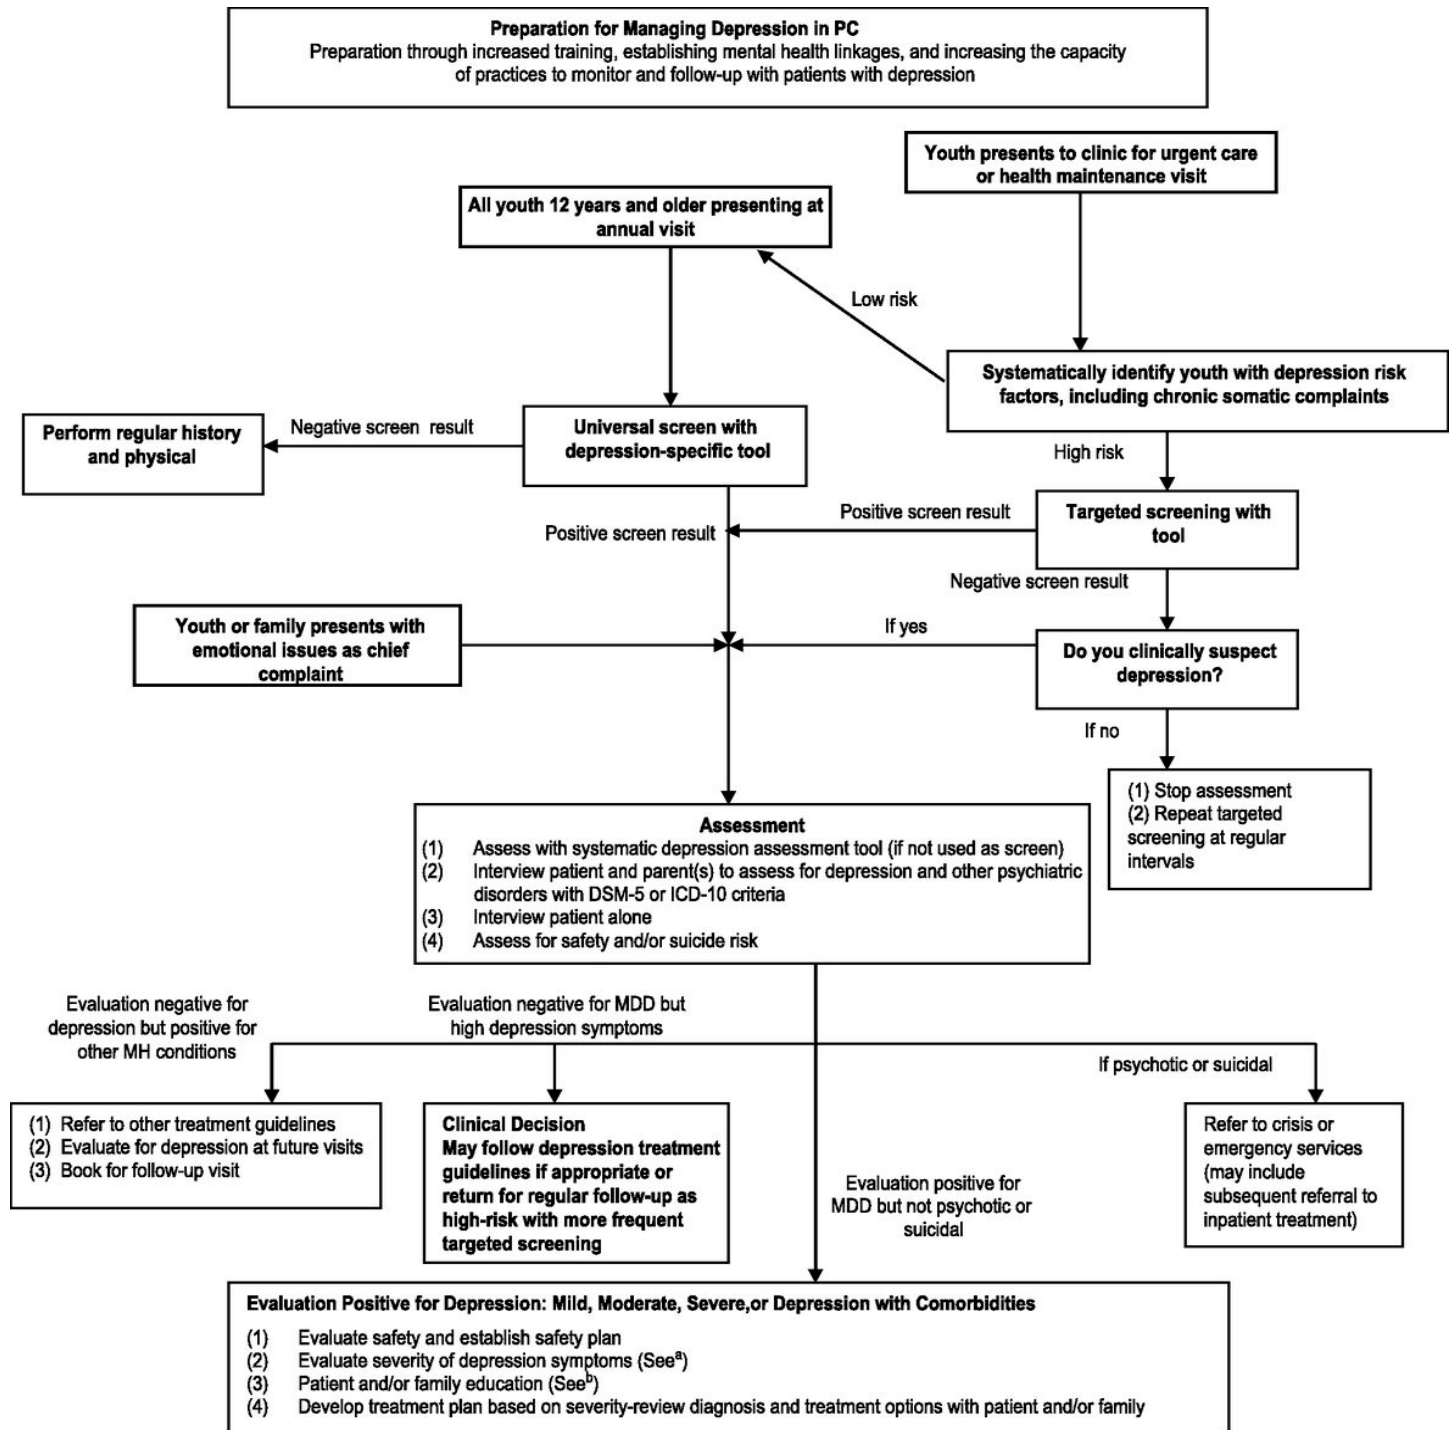 Preparation for Managing Depression in PC
Preparation through increased training, establishing mental health linkages, and increasing the capacity
of practices to monitor and follow-up with patients with depression
Youth presents to clinic for urgent care
or health maintenance visit
All youth 12 years and older presenting at
annual visit
Low risk
Systematically identify youth with depression risk
factors, including chronic somatic complaints
Perform regular history
and physical
Negative screen result
Universal screen with
depression-specific tool
High risk
Positive screen result
Positive screen result
Targeted screening with
tool
Negative screen result
Youth or family presents with
emotional issues as chief
complaint
If yes
Do you clinically suspect
depression?
If no
(1) Stop assessment
(2) Repeat targeted
screening at regular
intervals
Assessment
(1) Assess with systematic depression assessment tool (if not used as screen)
(2) Interview patient and parent(s) to assess for depression and other psychiatric
disorders with DSM-5 or ICD-10 criteria
(3) Interview patient alone
(4) Assess for safety and/or suicide risk
Evaluation negative for
depression but positive for
other MH conditions
Evaluation negative for MDD but
high depression symptoms
If psychotic or suicidal
(1) Refer to other treatment guidelines
(2) Evaluate for depression at future visits
(3) Book for follow-up visit
Clinical Decision
May follow depression treatment
guidelines if appropriate or
return for regular follow-up as
high-risk with more frequent
targeted screening
Evaluation positive for
MDD but not psychotic or
suicidal
Refer to crisis or
emergency services
(may include
subsequent referral to
inpatient treatment)
Evaluation Positive for Depression: Mild, Moderate, Severe,or Depression with Comorbidities
(1) Evaluate safety and establish safety plan
(2) Evaluate severity of depression symptoms (See a)
(3) Patient and/or family education (See b)
(4) Develop treatment plan based on severity-review diagnosis and treatment options with patient and/or family